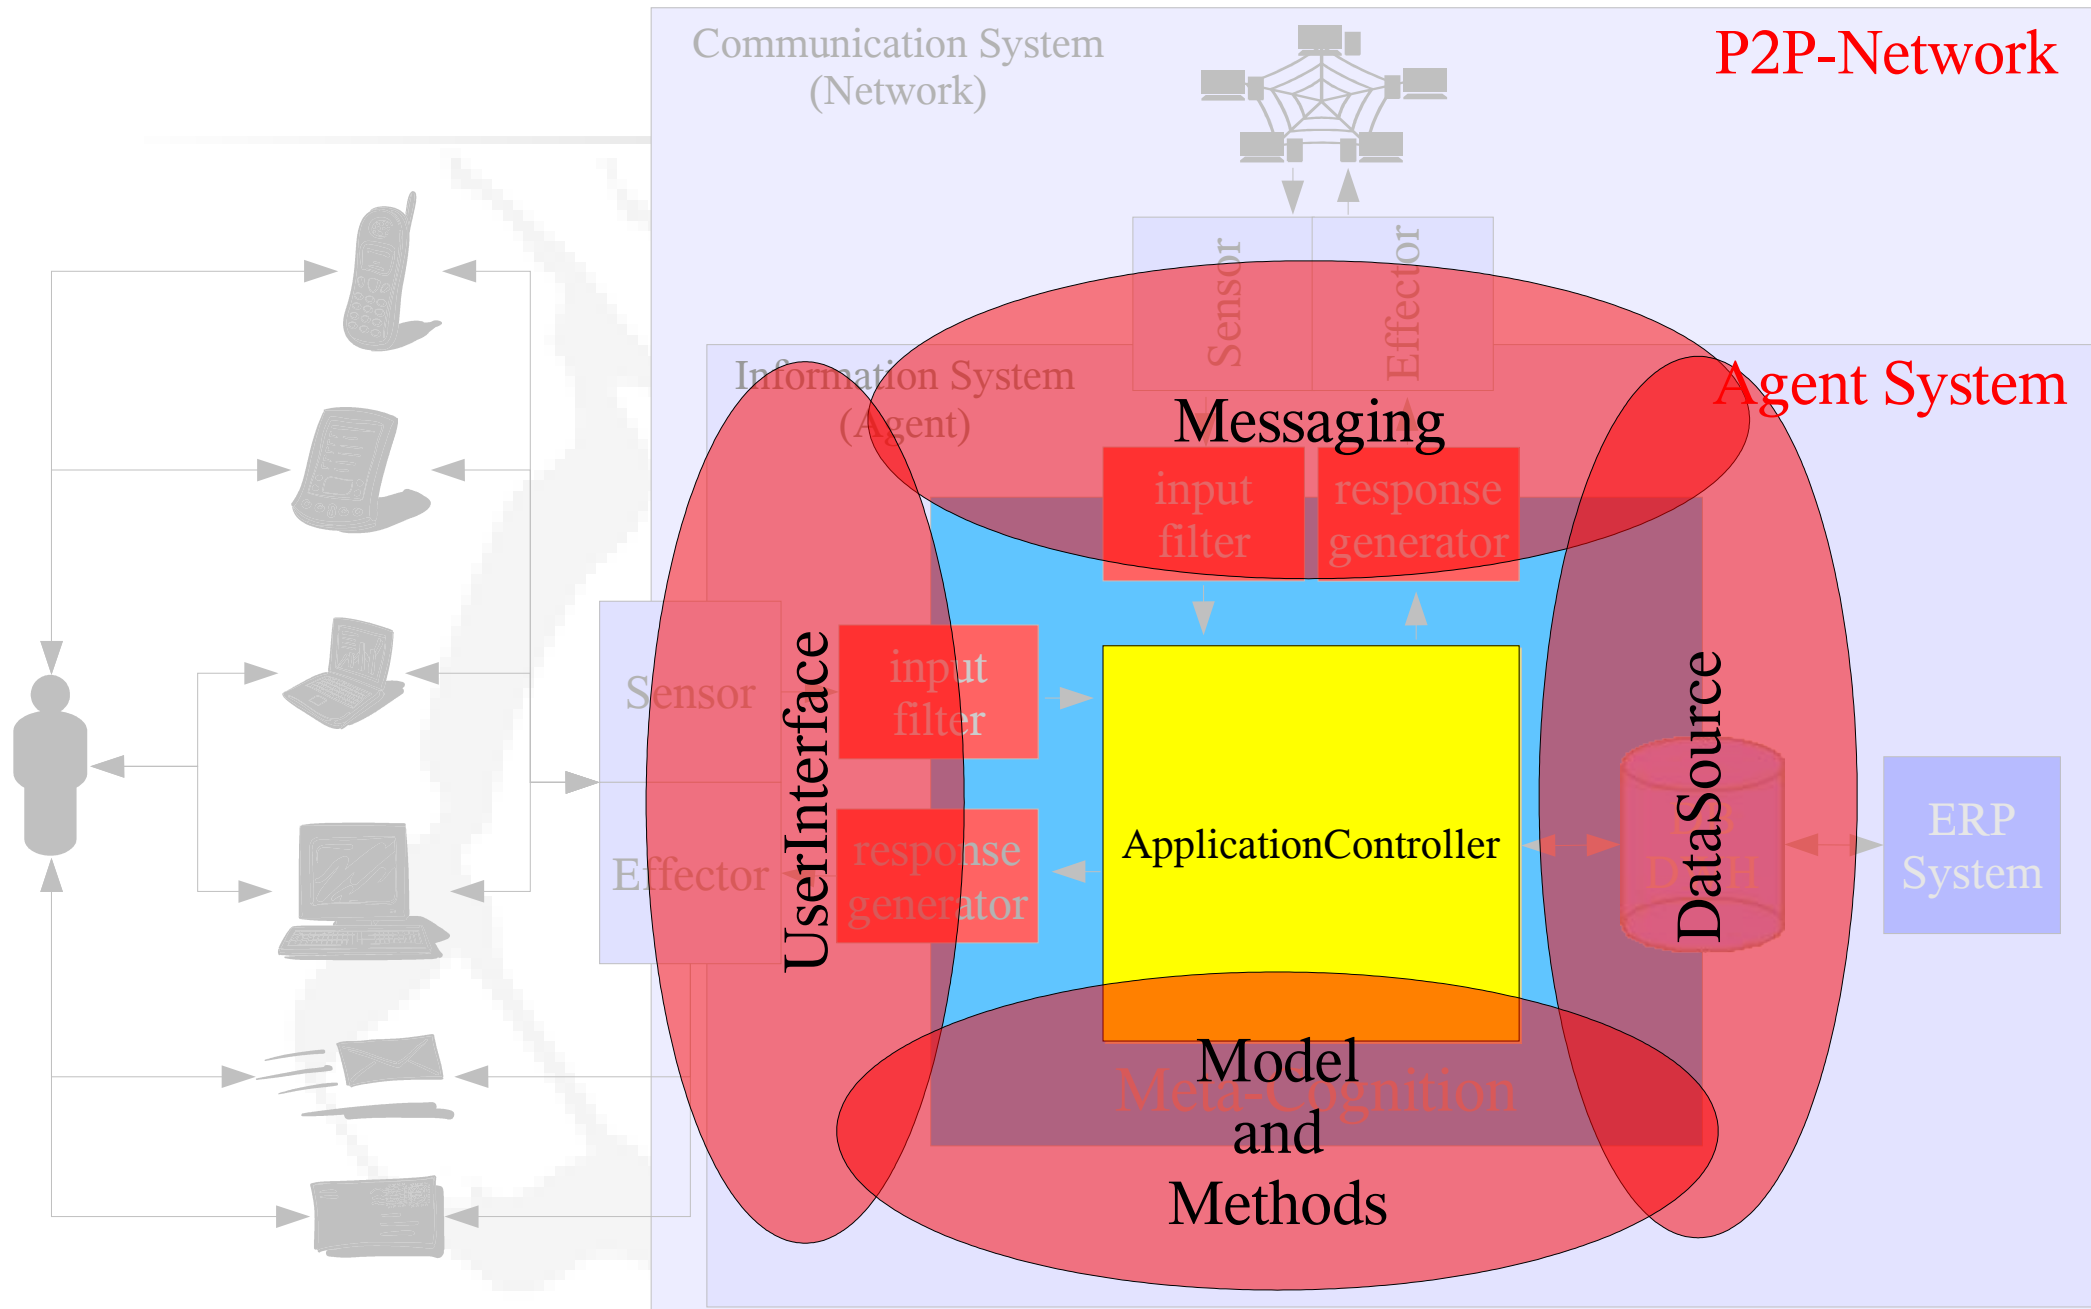 Communication System
(Network)
P2P-Network
Sensor
Effector
Information System
(Agent)
Agent System
Messaging
input
filter
response
generator
Sensor
Effector
UserInterface
input
filter
response
generator
ApplicationController
DataSource
ERP
System
Meta-Cognition
Model
and
Methods